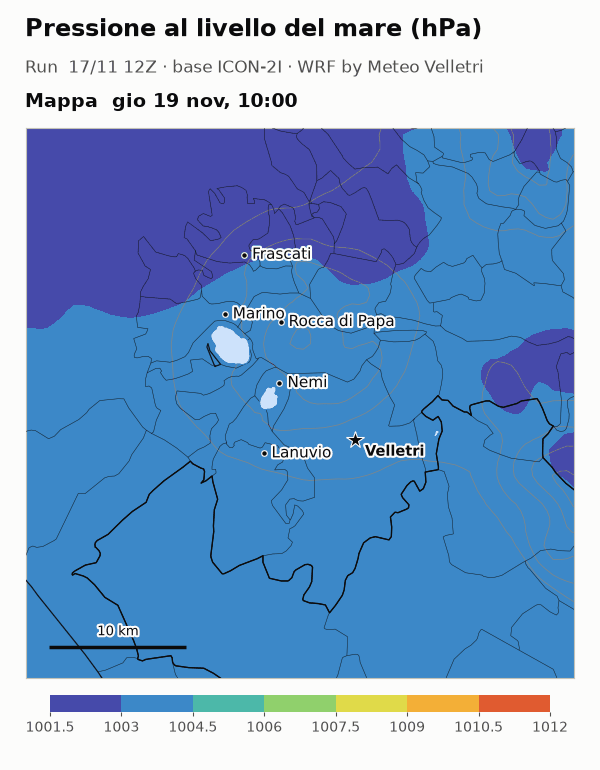 Pressione al livello del mare (hPa)
Run  17/11 12Z · base ICON-2I · WRF by Meteo Velletri
Mappa  gio 19 nov, 10:00
Frascati
Marino
Rocca di Papa
Nemi
Velletri
Lanuvio
10 km
1001.5 1003 1004.5 1006 1007.5 1009 1010.5 1012